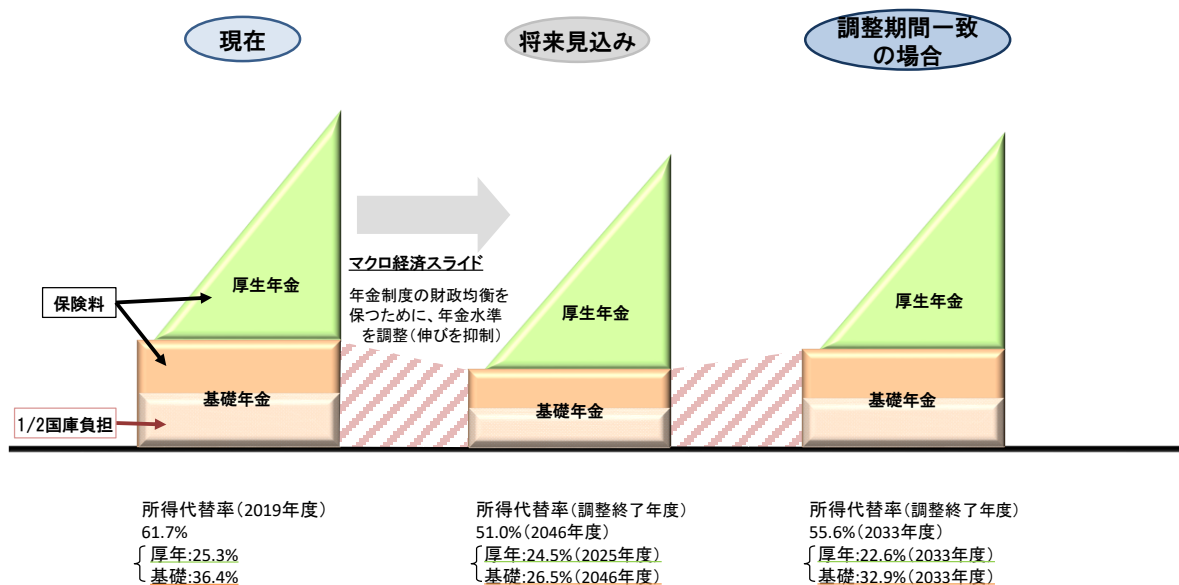 現在
将来見込み
調整期間一致
の場合
マクロ経済スライド
年金制度の財政均衡を
保つために、年金水準
を調整(伸びを抑制)
保険料
1/2国庫負担
厚生年金
基礎年金
厚生年金
基礎年金
厚生年金
基礎年金
所得代替率(2019年度)
61.7%
厚年:25.3%
基礎:36.4%
所得代替率(調整終了年度)
51.0%(2046年度)
厚年:24.5%(2025年度)
基礎:26.5%(2046年度)
所得代替率(調整終了年度)
55.6%(2033年度)
厚年:22.6%(2033年度)
基礎:32.9%(2033年度)